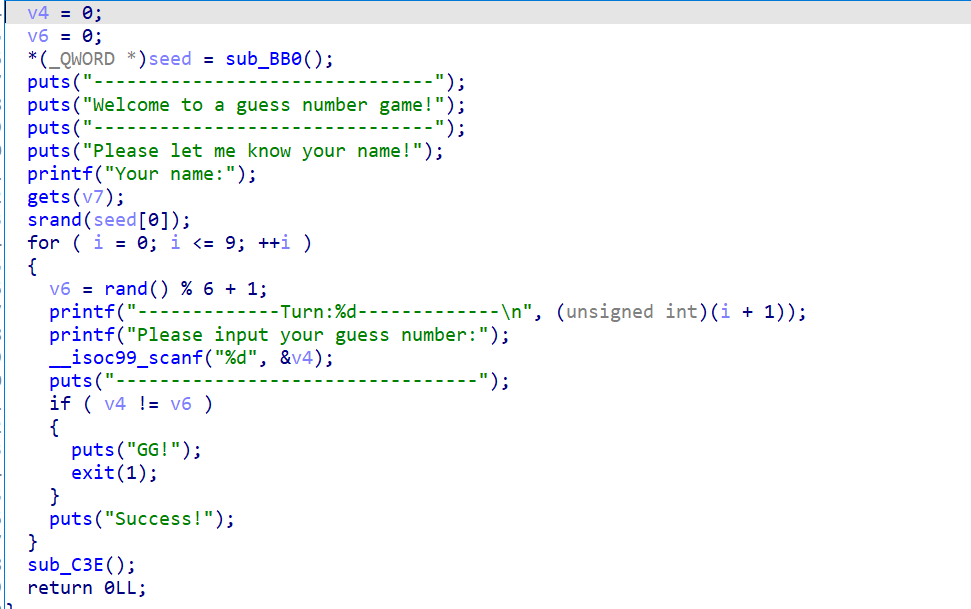 v4 = 0;
v6 = 0;
*(_QWORD *)seed = sub_BB0();
puts("-------------------------------");
puts("Welcome to a guess number game!");
puts("-------------------------------");
puts("Please let me know your name!");
printf("Your name:");
gets(v7);
srand(seed[0]);
for ( i = 0; i <= 9; ++i )
{
v6 = rand() % 6 + 1;
printf("-------------Turn:%d-------------\n", (unsigned int)(i + 1));
printf("Please input your guess number:");
__isoc99_scanf("%d", &v4);
puts("---------------------------------");
if ( v4 != v6 )
{
puts("GG!");
exit(1);
}
puts("Success!");
}
sub_C3E();
return 0LL;